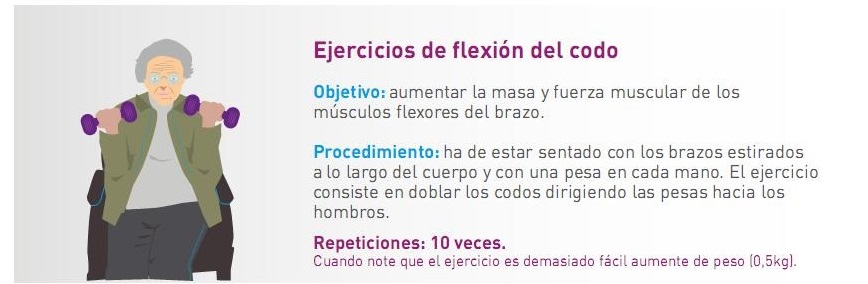 Ejercicios de flexión del codo
Objetivo: aumentar la masa y fuerza muscular de los
músculos flexores del brazo.
Procedimiento: ha de estar sentado con los brazos estirados
a lo largo del cuerpo y con una pesa en cada mano. El ejercicio
consiste en doblar los codos dirigiendo las pesas hacia los
hombros.
Repeticiones: 10 veces.
Cuando note que el ejercicio es demasiado fácil aumente de peso (0,5kg).